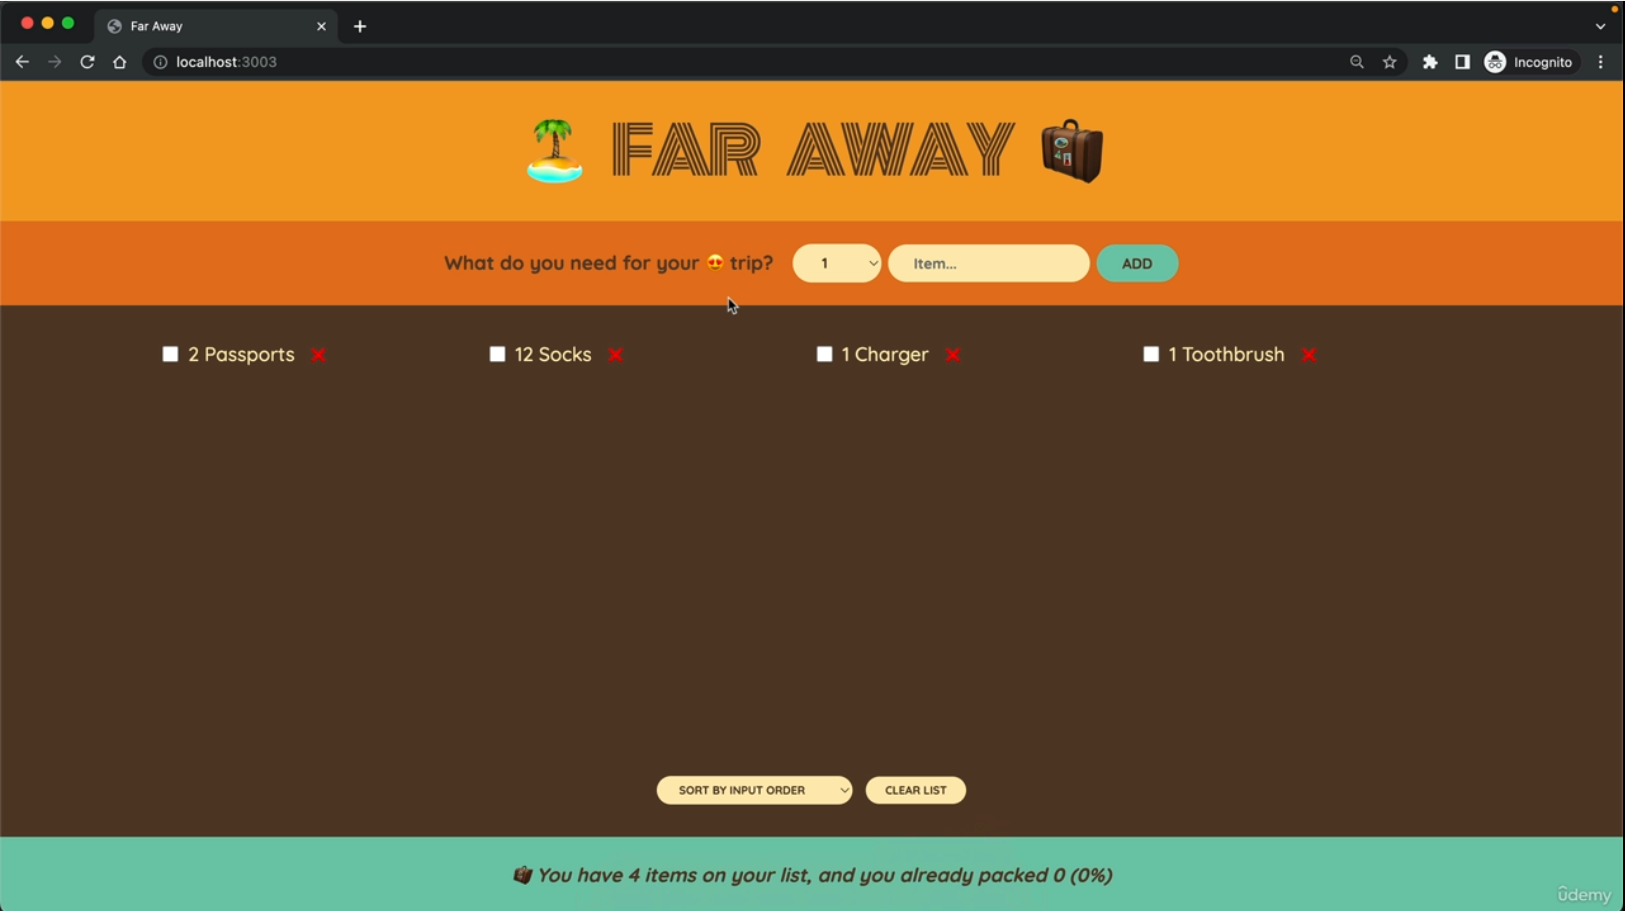 Far Away
localhost:3003
Incognito
FAR AWAY
What do you need for your 😍 trip? 1 Item... ADD
2 Passports ❌ 12 Socks ❌ 1 Charger ❌ 1 Toothbrush ❌
SORT BY INPUT ORDER CLEAR LIST
You have 4 items on your list, and you already packed 0 (0%)
ûdemy